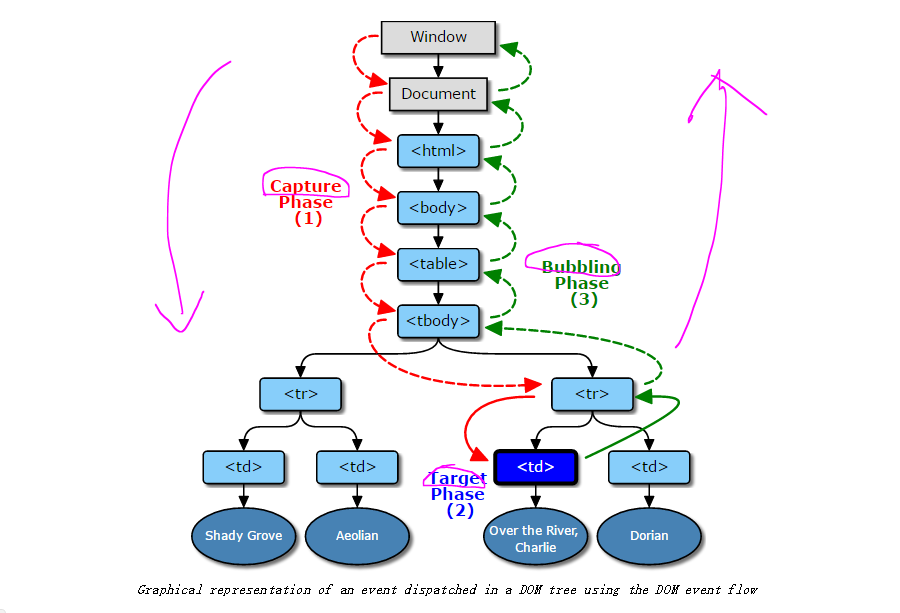 Window
Document
<html>
Capture
Phase
(1)
<body>
<table>
Bubbling
Phase
(3)
<tbody>
<tr>
<tr>
<td>
<td>
<td>
<td>
Target
Phase
(2)
Shady Grove
Aeolian
Over the River,
Charlie
Dorian
Graphical representation of an event dispatched in a DOM tree using the DOM event flow